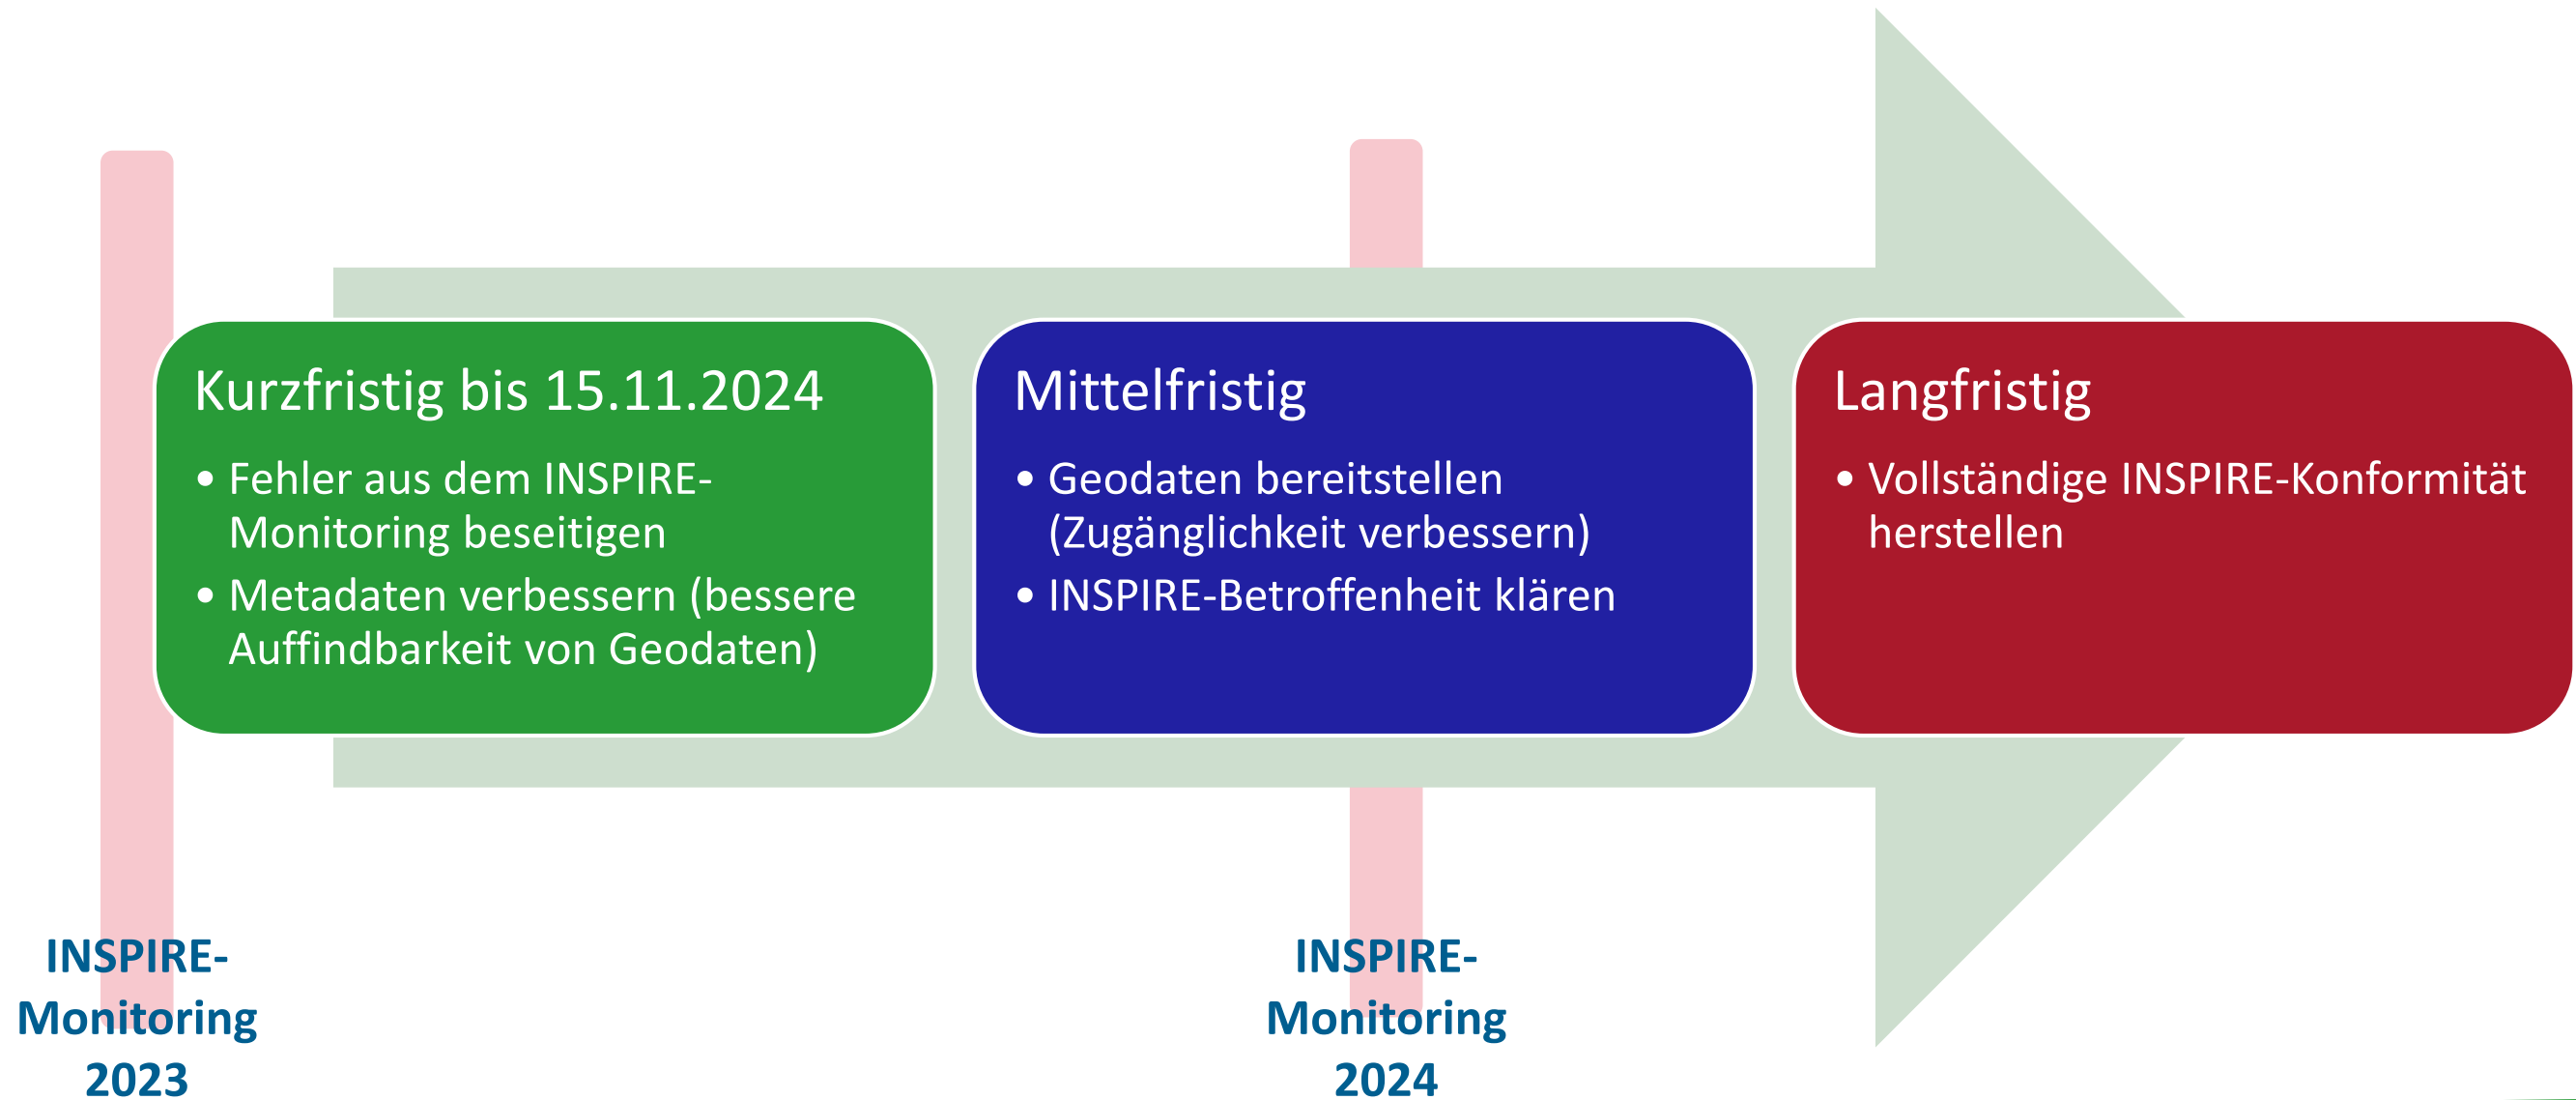 Kurzfristig bis 15.11.2024
• Fehler aus dem INSPIRE-
Monitoring beseitigen
• Metadaten verbessern (bessere
Auffindbarkeit von Geodaten)
Mittelfristig
• Geodaten bereitstellen
(Zugänglichkeit verbessern)
• INSPIRE-Betroffenheit klären
Langfristig
• Vollständige INSPIRE-Konformität
herstellen
INSPIRE-
Monitoring
2023
INSPIRE-
Monitoring
2024